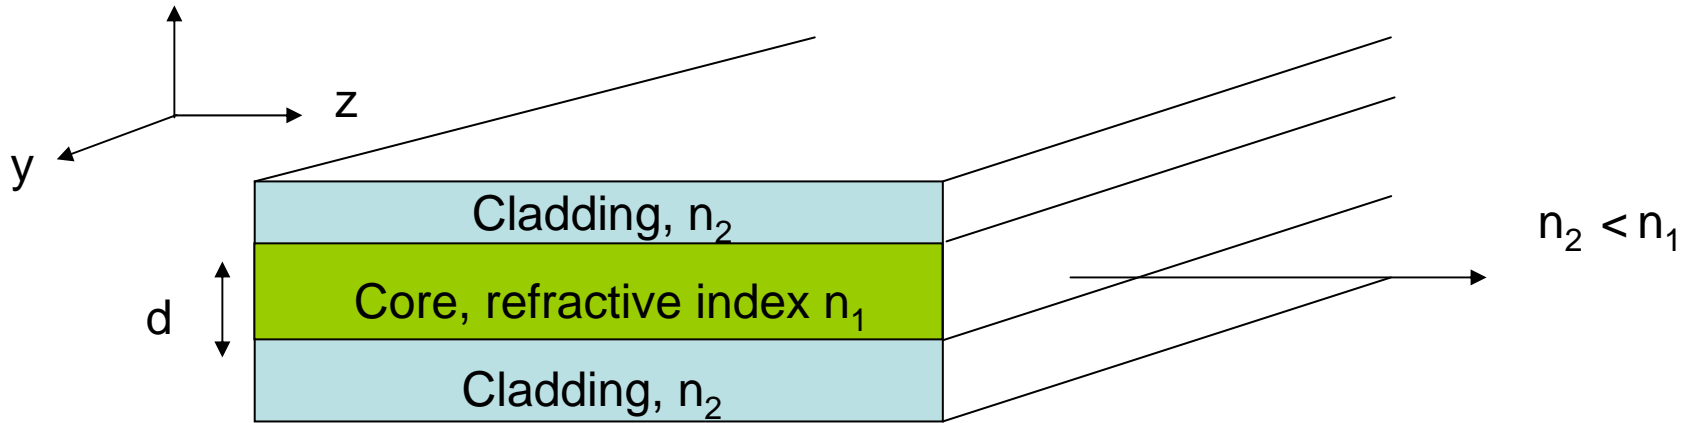 z
y
Cladding, n₂
n₂ < n₁
Core, refractive index n₁
d
Cladding, n₂